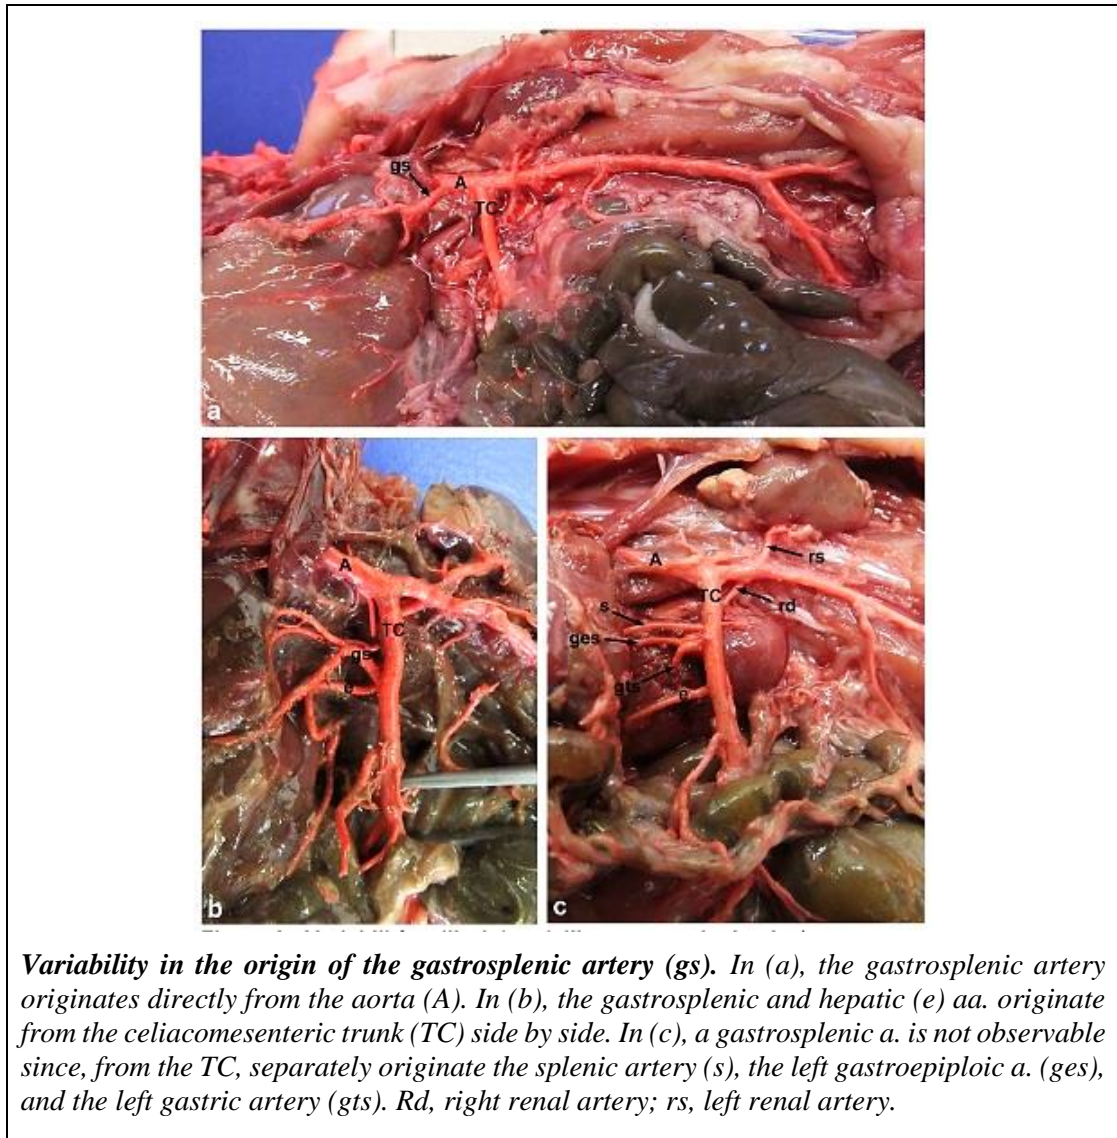 gs
A
TC
a
A
TC
gs
e
b
A
rs
TC
rd
s
ges
gts
e
c
Variability in the origin of the gastrosplenic artery (gs). In (a), the gastrosplenic artery
originates directly from the aorta (A). In (b), the gastrosplenic and hepatic (e) aa. originate
from the celiacomesenteric trunk (TC) side by side. In (c), a gastrosplenic a. is not observable
since, from the TC, separately originate the splenic artery (s), the left gastroepiploic a. (ges),
and the left gastric artery (gts). Rd, right renal artery; rs, left renal artery.